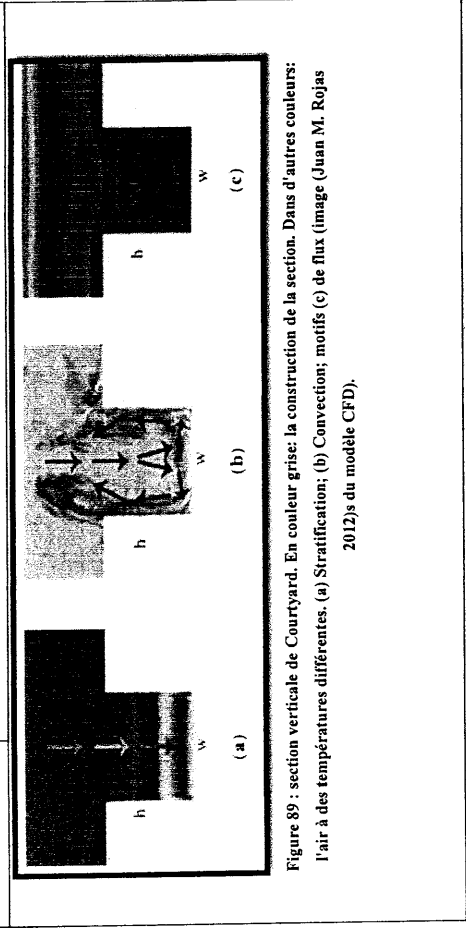 h
w
(a)
h
w
(b)
h
w
(c)
Figure 89 : section verticale de Courtyard. En couleur grise: la construction de la section. Dans d'autres couleurs:
l'air à des températures différentes. (a) Stratification; (b) Convection; motifs (c) de flux (image (Juan M. Rojas
2012)s du modèle CFD).